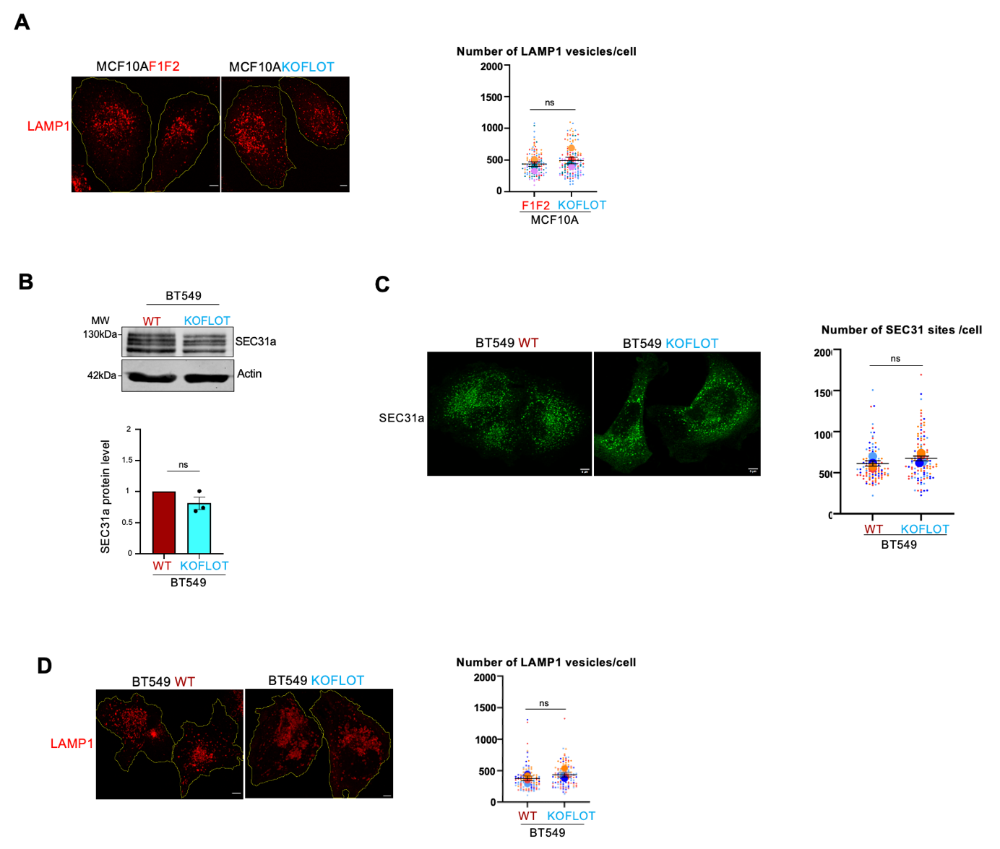 A
MCF10AF1F2
MCF10AKOFLOT
LAMP1
Number of LAMP1 vesicles/cell
2000
1500
1000
500
0
ns
F1F2
KOFLOT
MCF10A
B
BT549
MW
WT
KOFLOT
130kDa
SEC31a
42kDa
Actin
SEC31a protein level
2
1.5
1
0.5
0
ns
WT
KOFLOT
BT549
C
BT549 WT
BT549 KOFLOT
SEC31a
5 µm
5 µm
Number of SEC31 sites /cell
200
150
100
50
0
ns
WT
KOFLOT
BT549
D
BT549 WT
BT549 KOFLOT
LAMP1
Number of LAMP1 vesicles/cell
2000
1500
1000
500
0
ns
WT
KOFLOT
BT549